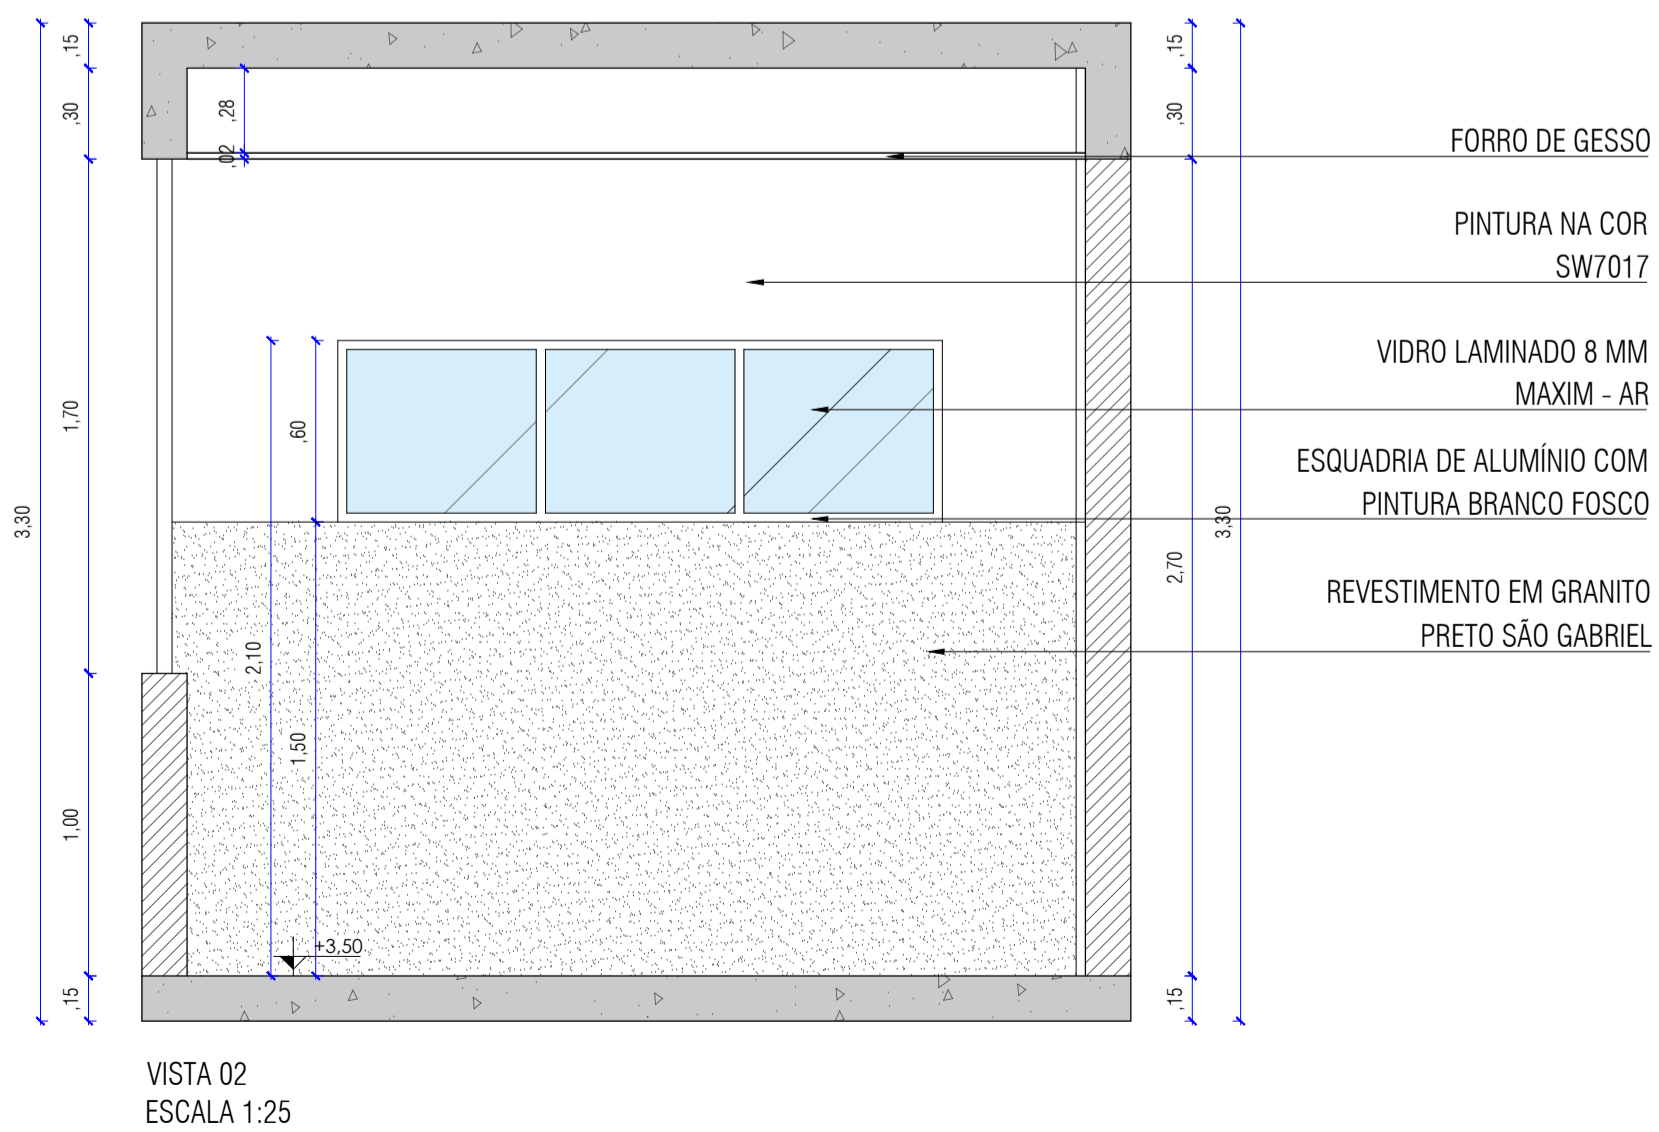 ,15
,15
,30
,28
,30
,02
FORRO DE GESSO
PINTURA NA COR
SW7017
VIDRO LAMINADO 8 MM
MAXIM - AR
1,70
,60
ESQUADRIA DE ALUMÍNIO COM
PINTURA BRANCO FOSCO
3,30
3,30
2,70
REVESTIMENTO EM GRANITO
PRETO SÃO GABRIEL
2,10
1,50
1,00
+3,50
,15
,15
VISTA 02
ESCALA 1:25